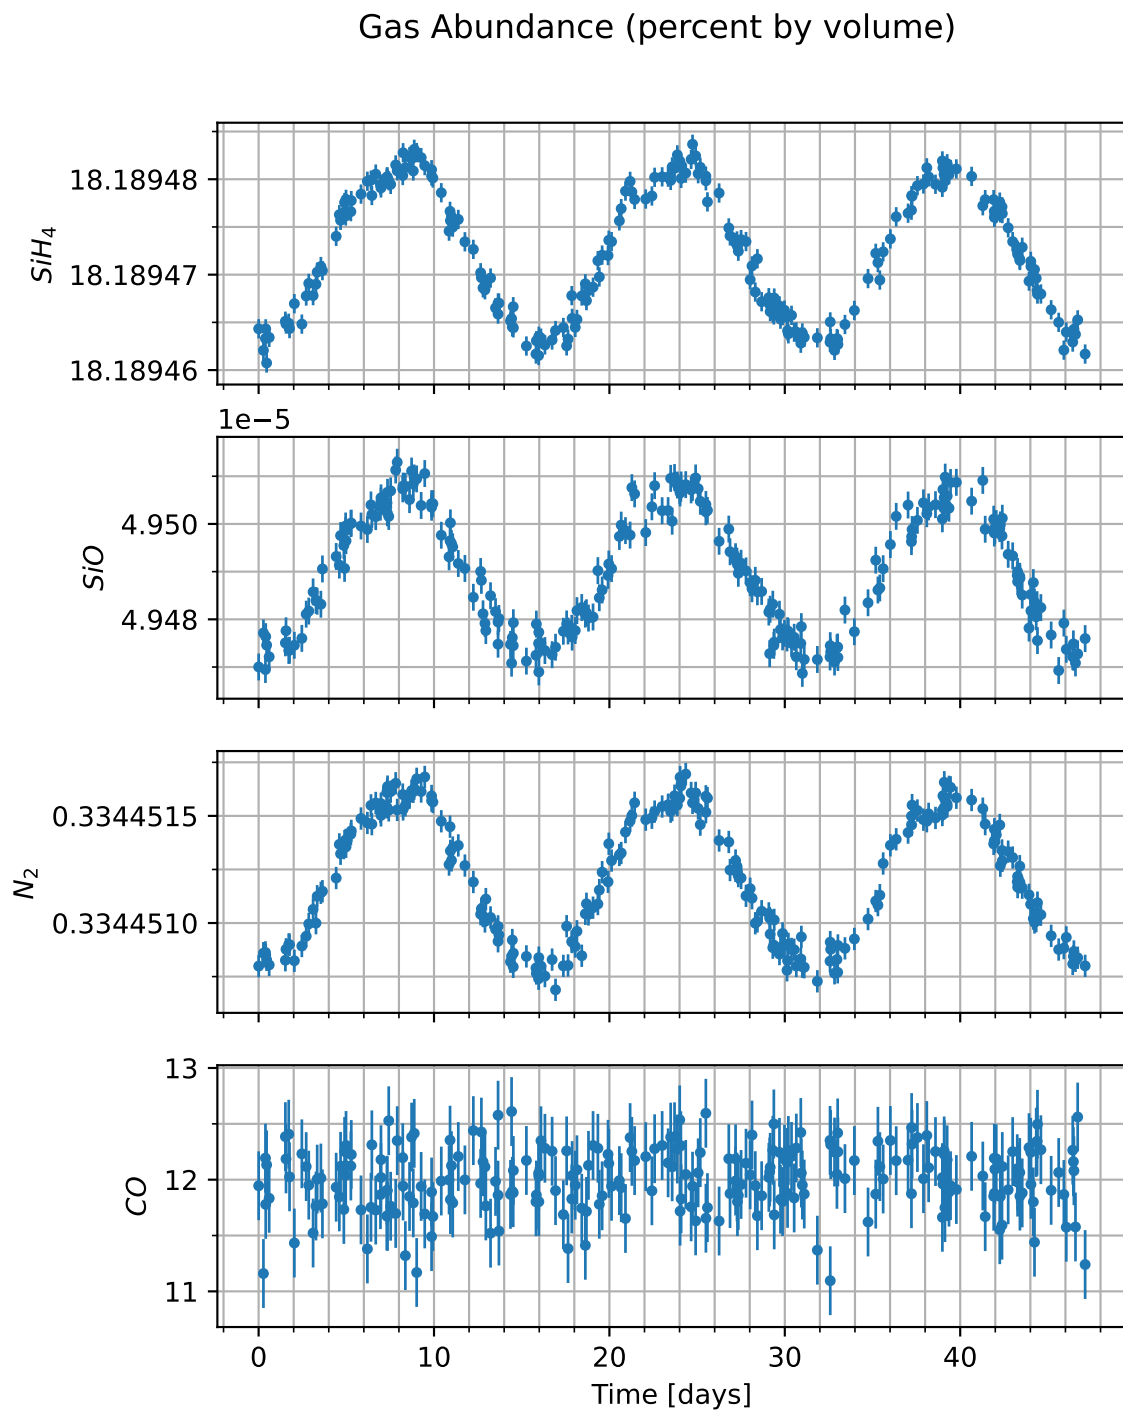 Gas Abundance (percent by volume)
18.18948
18.18947
18.18946
SiH₄
1e−5
4.950
4.948
SiO
0.3344515
0.3344510
N₂
13
12
11
CO
0 10 20 30 40
Time [days]